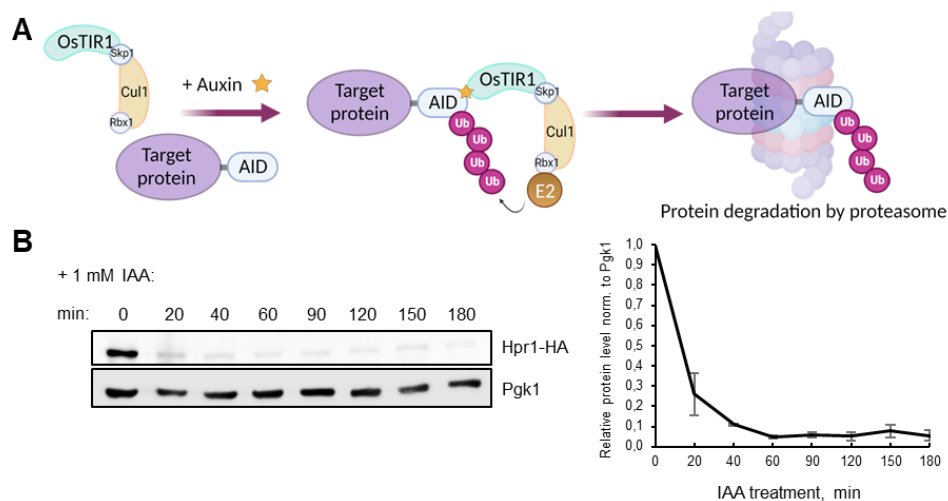 A
OsTIR1
Skp1
Cul1
Rbx1
Target
protein
AID
+ Auxin
Target
protein
AID
OsTIR1
Skp1
Cul1
Rbx1
E2
Ub
Ub
Ub
Ub
Target
protein
AID
Ub
Ub
Ub
Ub
Protein degradation by proteasome
B
+ 1 mM IAA:
min: 0 20 40 60 90 120 150 180
Hpr1-HA
Pgk1
Relative protein level norm. to Pgk1
1,0
0,9
0,8
0,7
0,6
0,5
0,4
0,3
0,2
0,1
0,0
0 20 40 60 90 120 150 180
IAA treatment, min